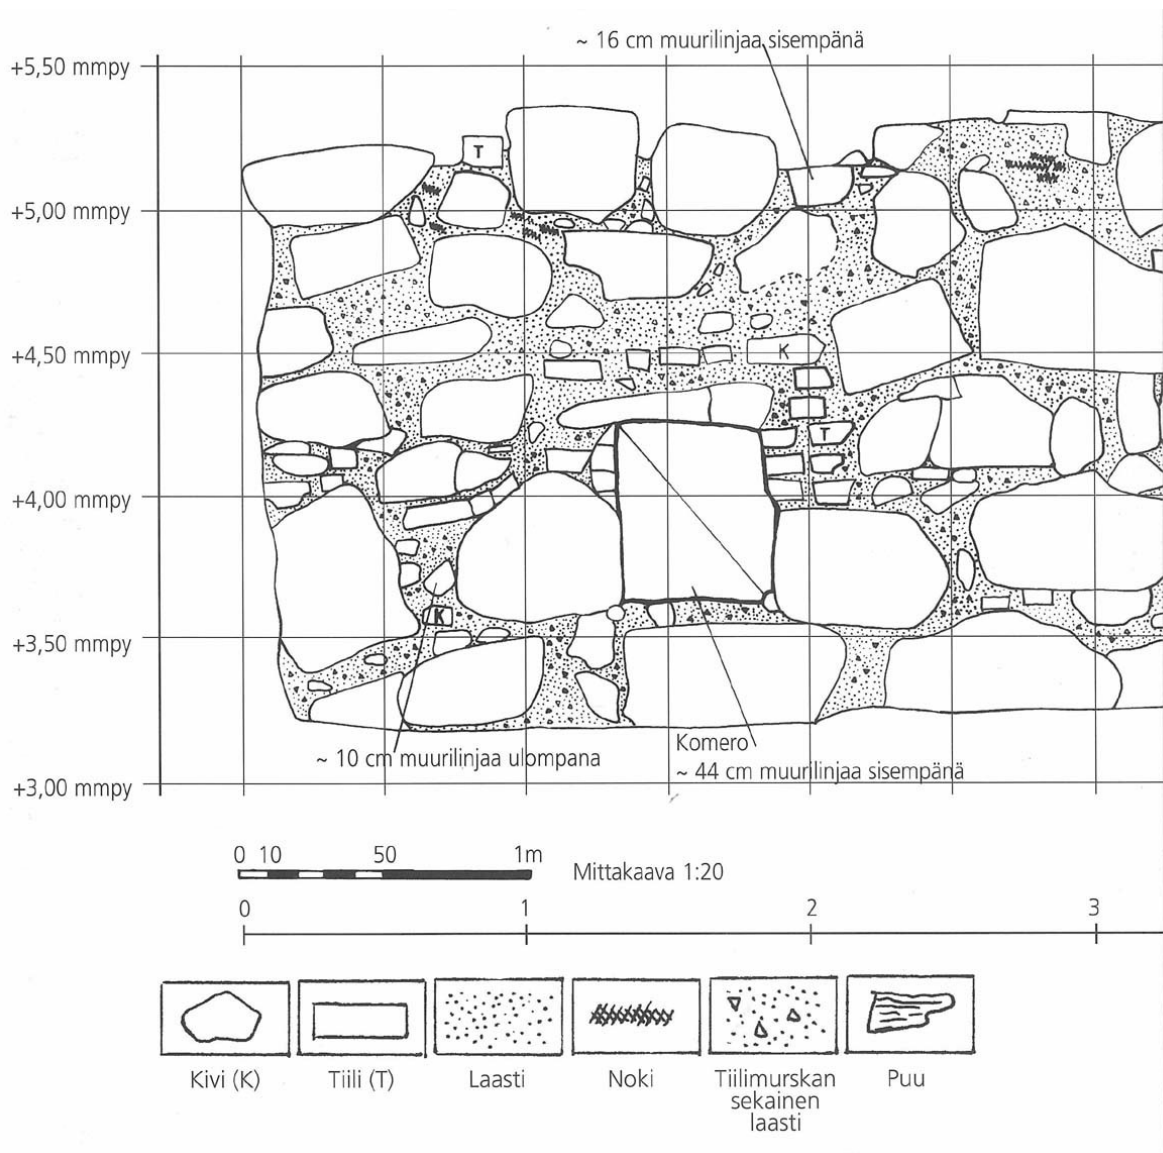 ~ 16 cm muurilinjaa sisempänä
+5,50 mmpy
T
+5,00 mmpy
+4,50 mmpy
K
T
+4,00 mmpy
K
+3,50 mmpy
Komero
~ 10 cm muurilinjaa ulompana
~ 44 cm muurilinjaa sisempänä
+3,00 mmpy
0 10 50 1m
Mittakaava 1:20
0 1 2 3
Kivi (K)
Tiili (T)
Laasti
Noki
Tiilimurskan
sekainen
laasti
Puu